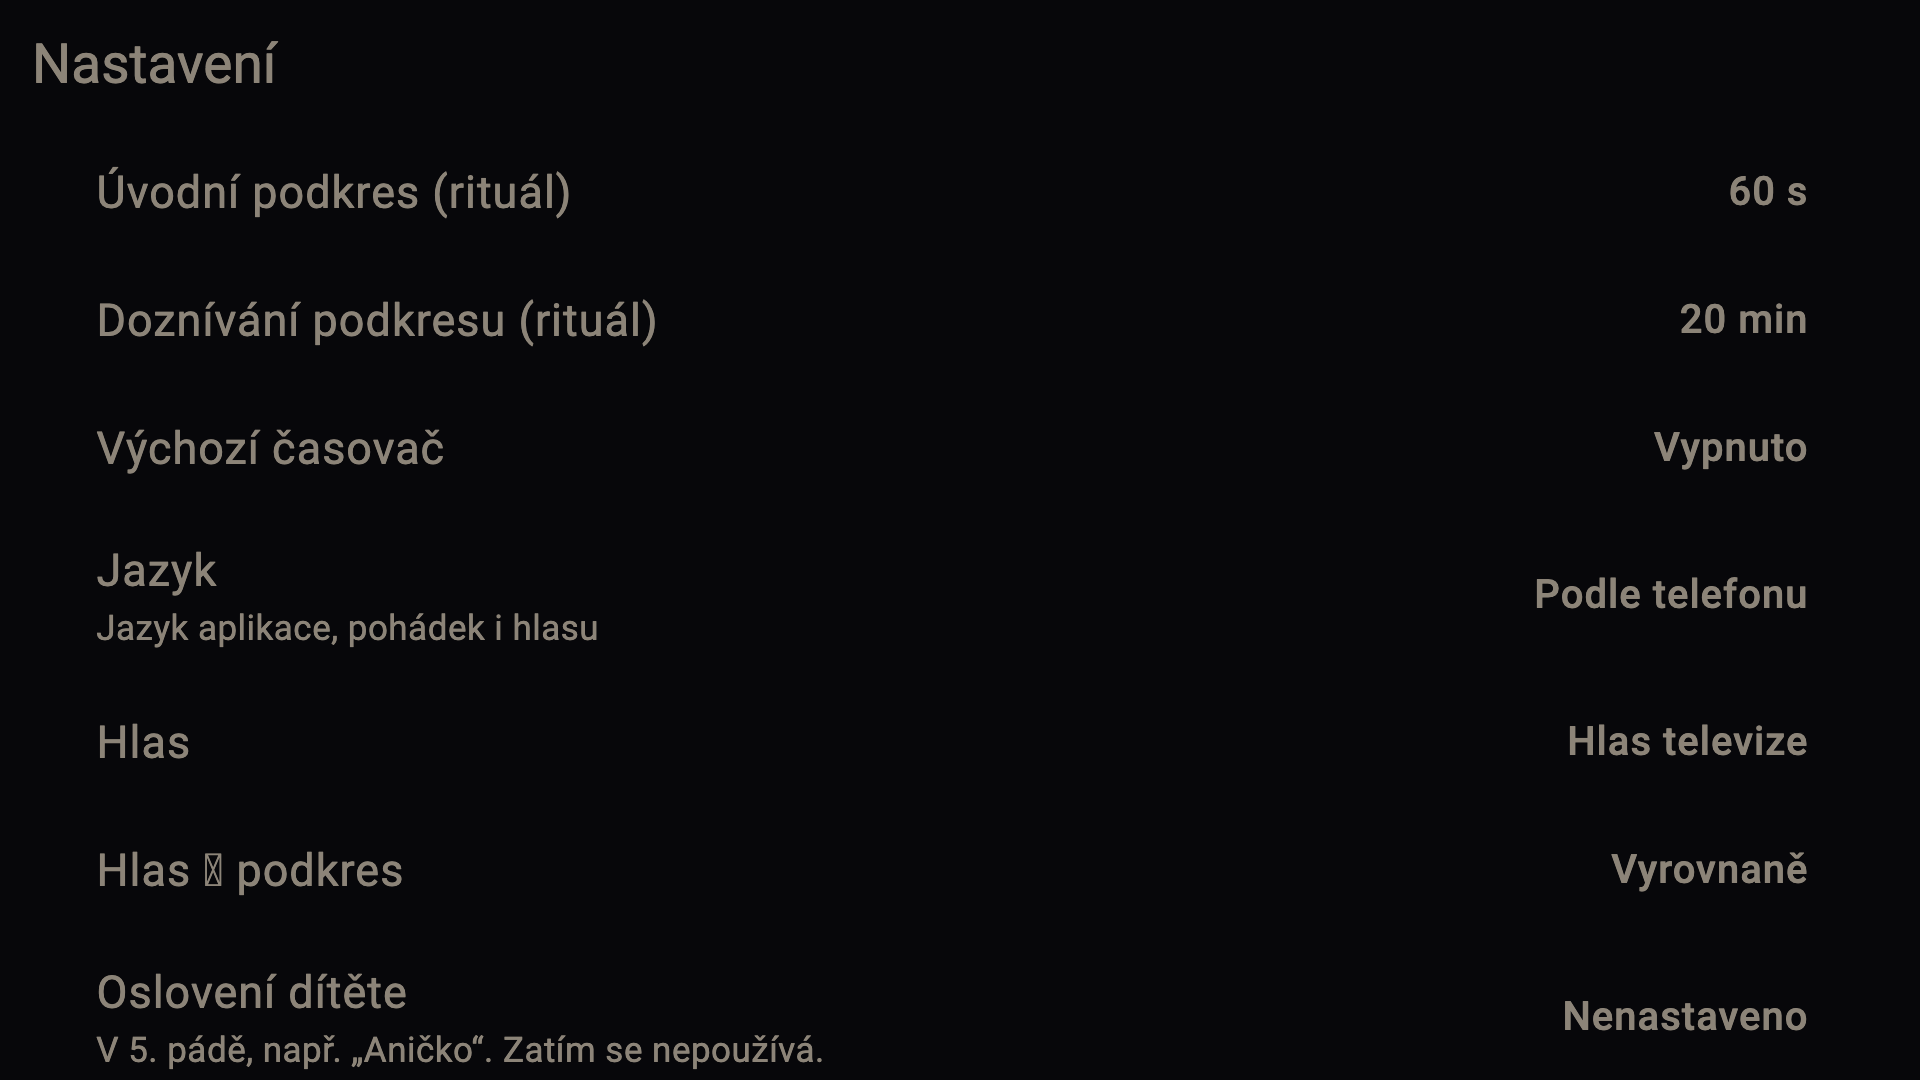 Nastavení
Úvodní podkres (rituál) 60 s
Doznívání podkresu (rituál) 20 min
Výchozí časovač Vypnuto
Jazyk
Jazyk aplikace, pohádek i hlasu
Podle telefonu
Hlas Hlas televize
Hlas podkres Vyrovnaně
Oslovení dítěte
V 5. pádě, např. „Aničko“. Zatím se nepoužívá.
Nenastaveno